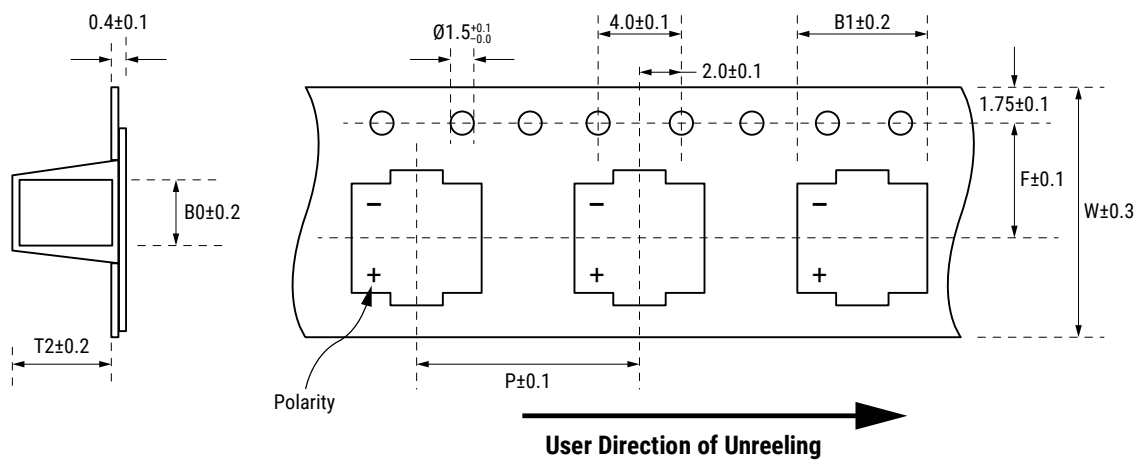 0.4±0.1
Ø1.5+0.1
−0.0
4.0±0.1
B1±0.2
2.0±0.1
1.75±0.1
B0±0.2
−
−
−
F±0.1
W±0.3
+
+
+
T2±0.2
P±0.1
Polarity
User Direction of Unreeling